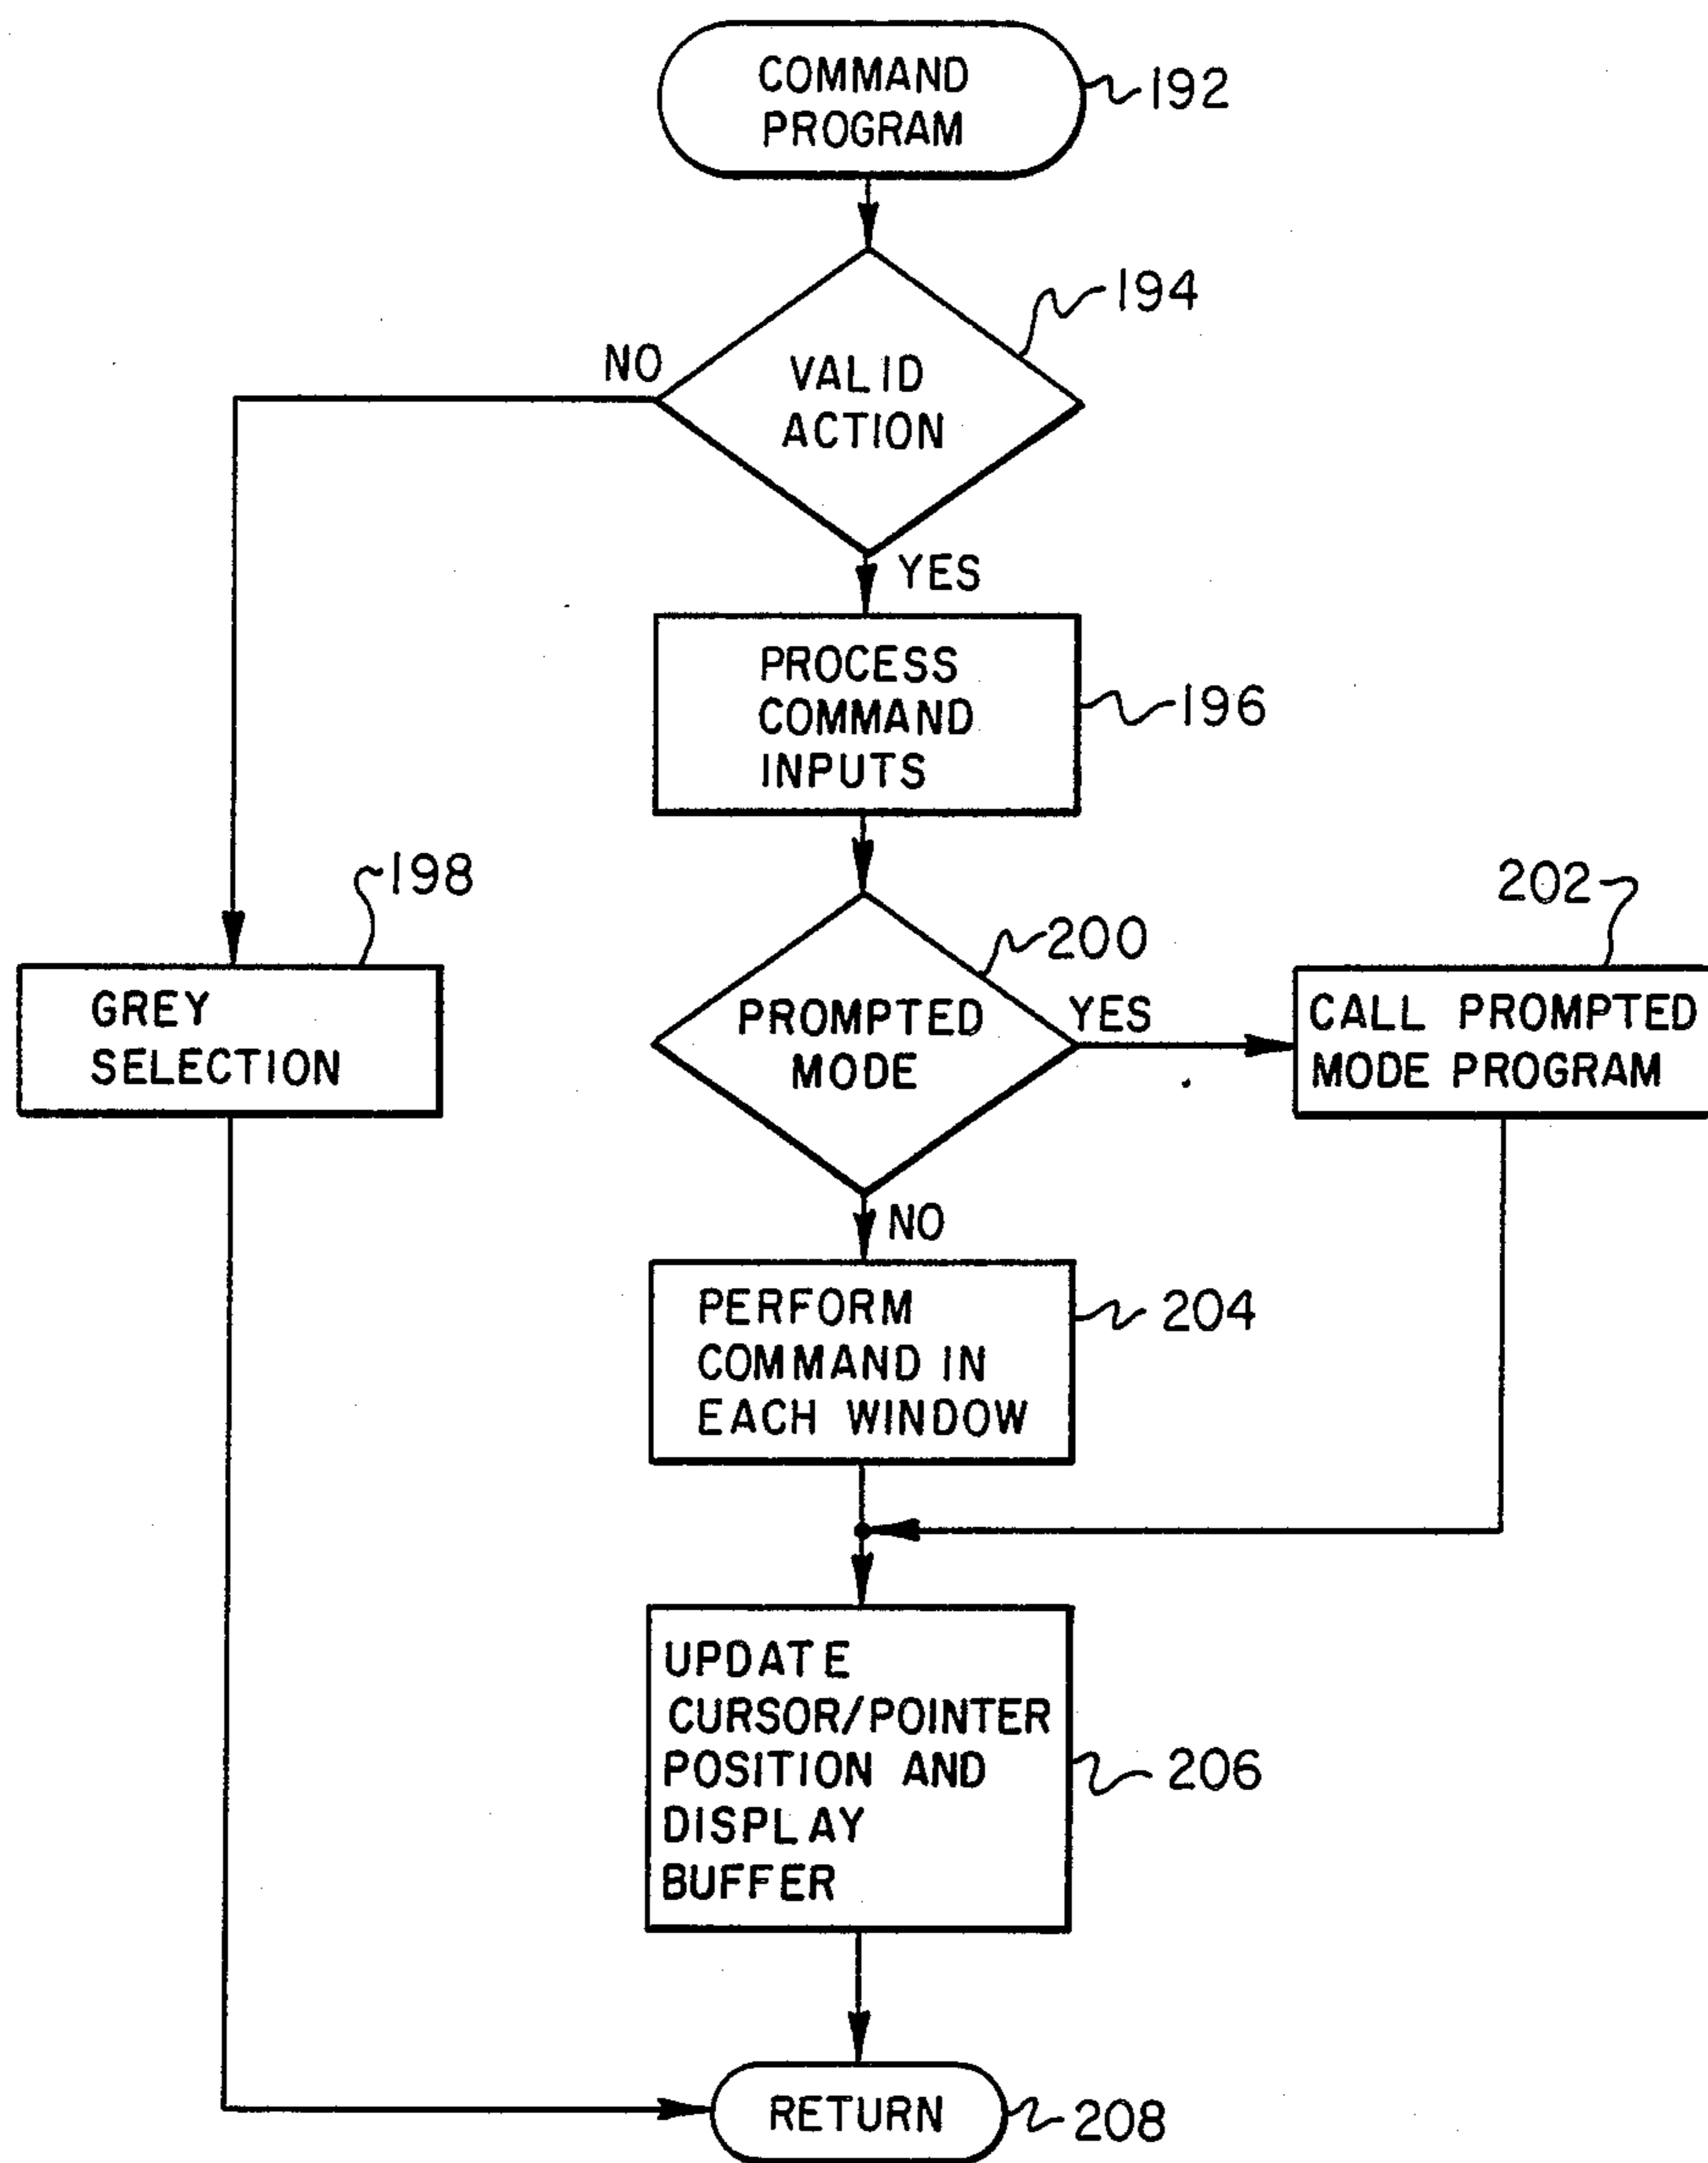 COMMAND
PROGRAM
192
194
NO
VALID
ACTION
YES
PROCESS
COMMAND
INPUTS
196
198
GREY
SELECTION
200
PROMPTED
MODE
YES
202
CALL PROMPTED
MODE PROGRAM
NO
PERFORM
COMMAND IN
EACH WINDOW
204
UPDATE
CURSOR/POINTER
POSITION AND
DISPLAY
BUFFER
206
RETURN
208